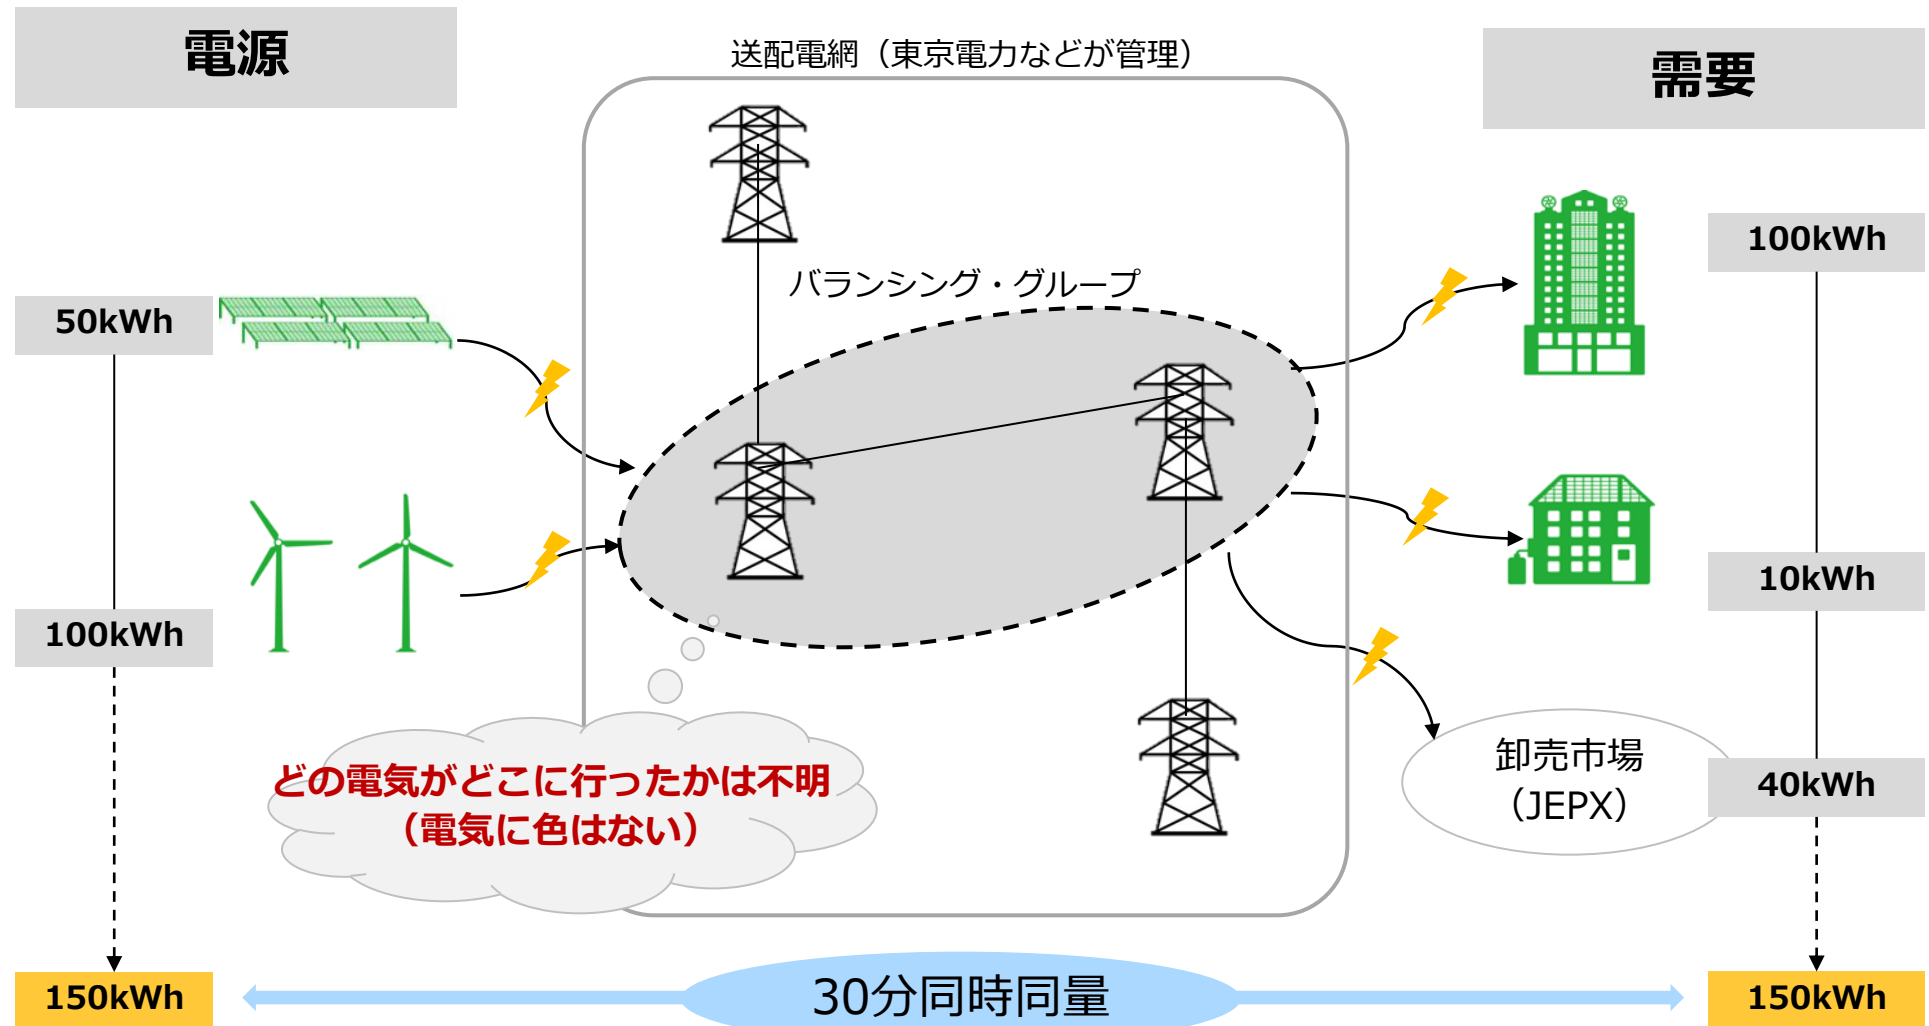 電源
送配電網（東京電力などが管理）
需要
100kWh
バランシング・グループ
50kWh
10kWh
100kWh
卸売市場
（JEPX）
40kWh
どの電気がどこに行ったかは不明
（電気に色はない）
150kWh
30分同時同量
150kWh